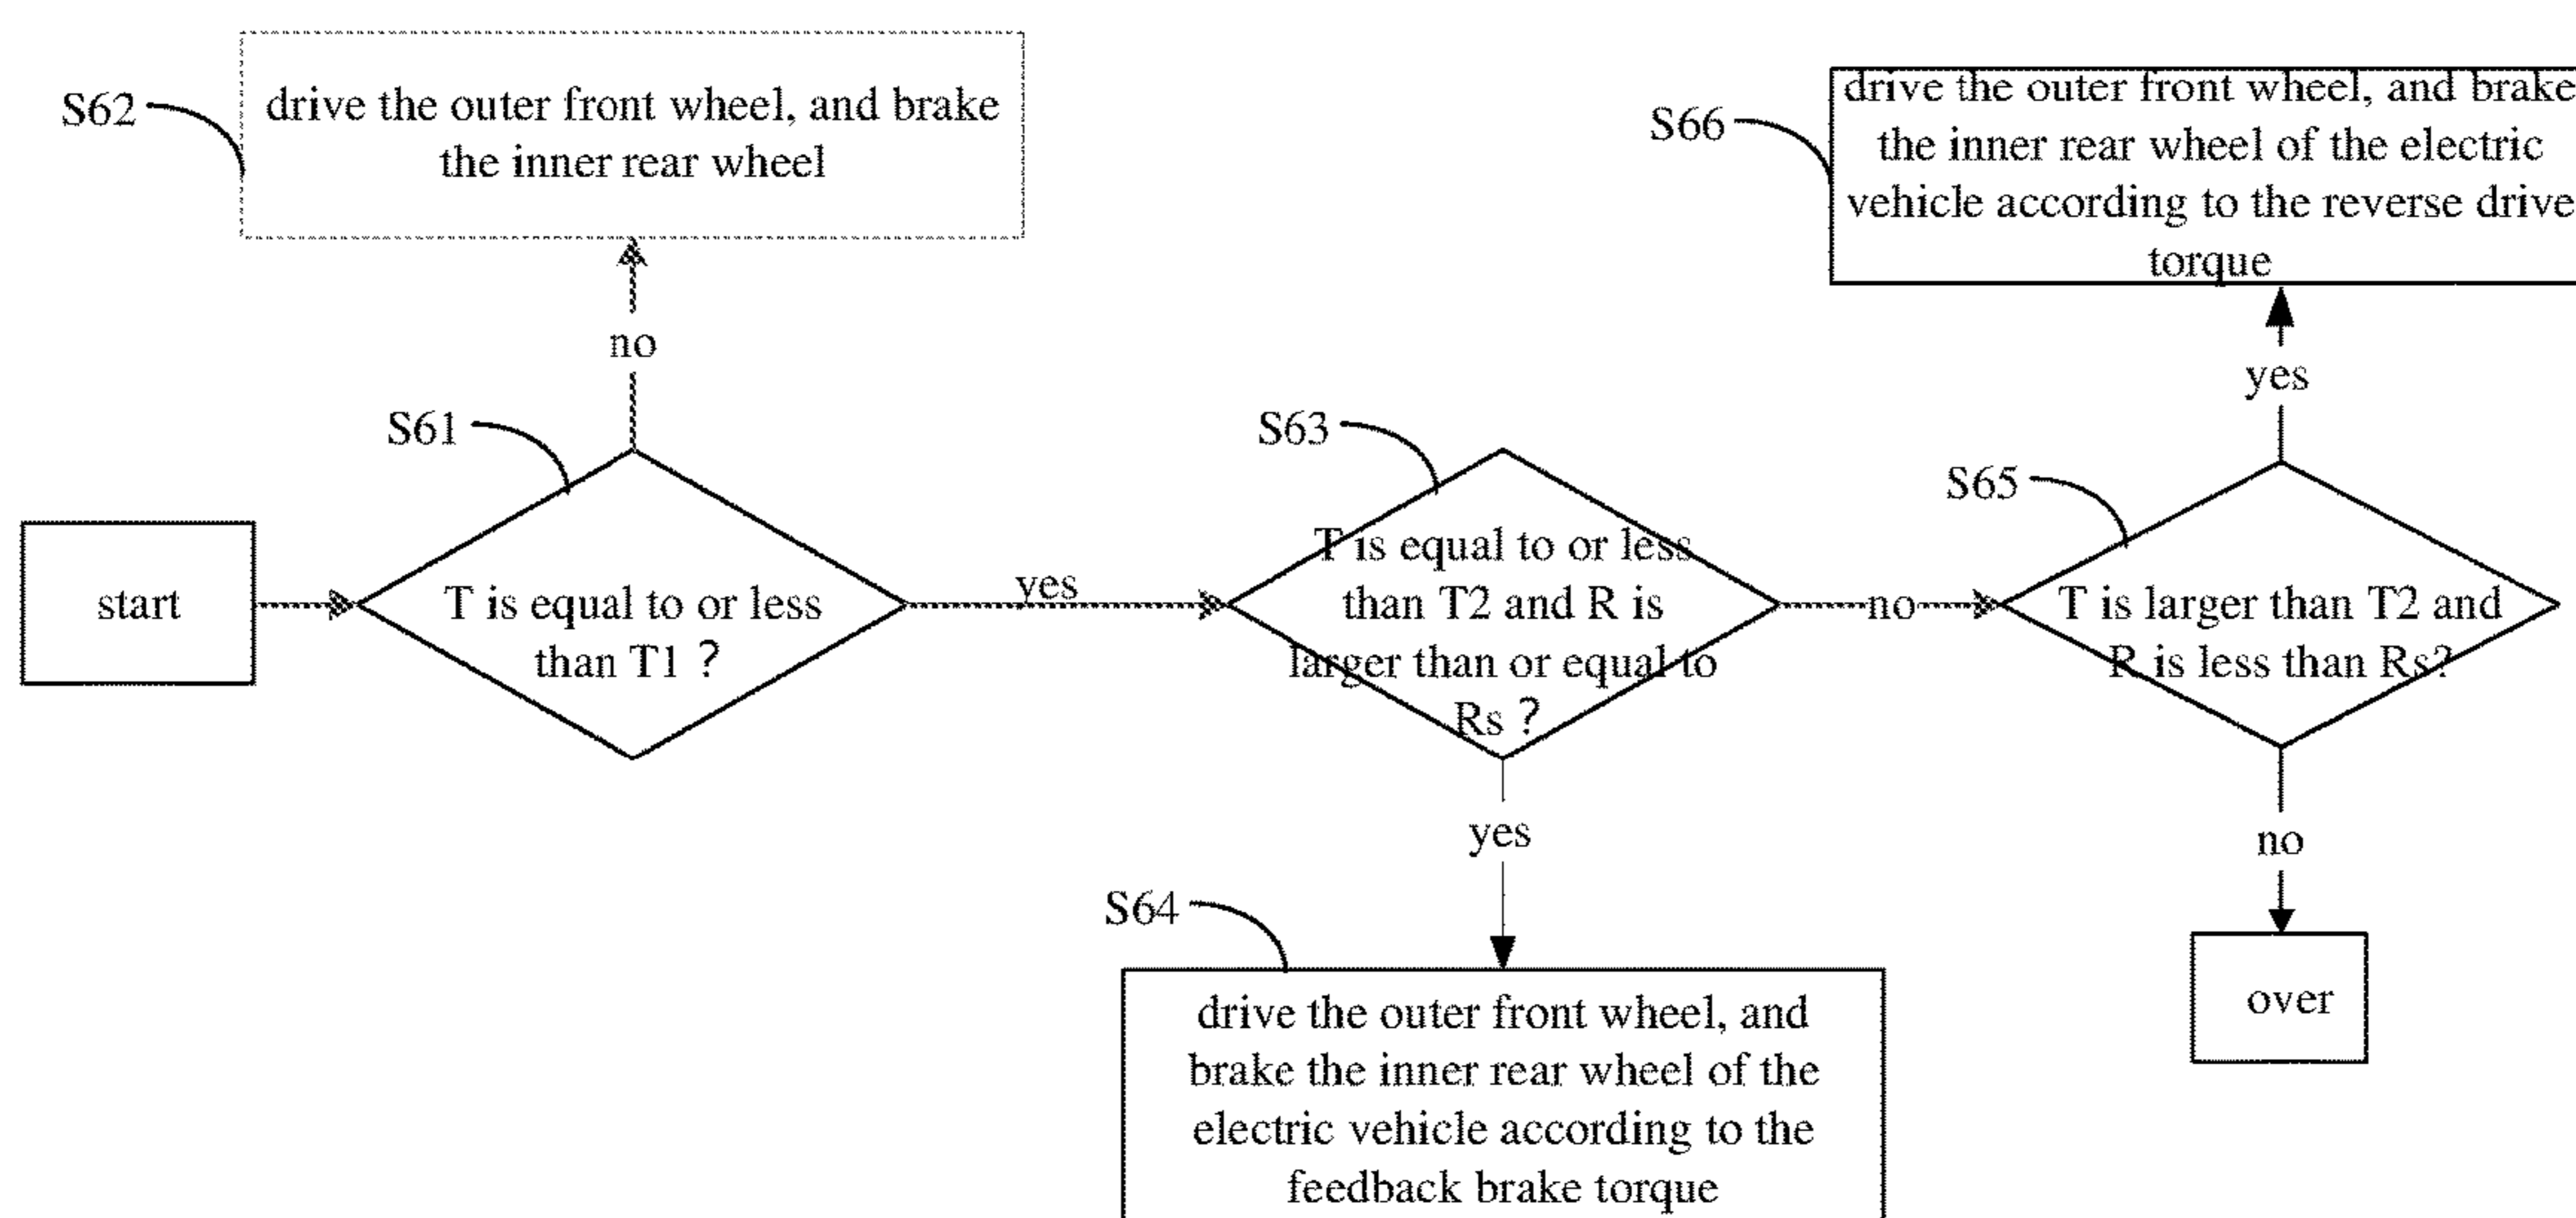 S62
drive the outer front wheel, and brake
the inner rear wheel
S66
drive the outer front wheel, and brake
the inner rear wheel of the electric
vehicle according to the reverse drive
torque
no
yes
S61
S63
S65
start
T is equal to or less
than T1 ?
yes
T is equal to or less
than T2 and R is
larger than or equal to
Rs ?
no
T is larger than T2 and
R is less than Rs?
yes
no
S64
drive the outer front wheel, and
brake the inner rear wheel of the
electric vehicle according to the
feedback brake torque
over